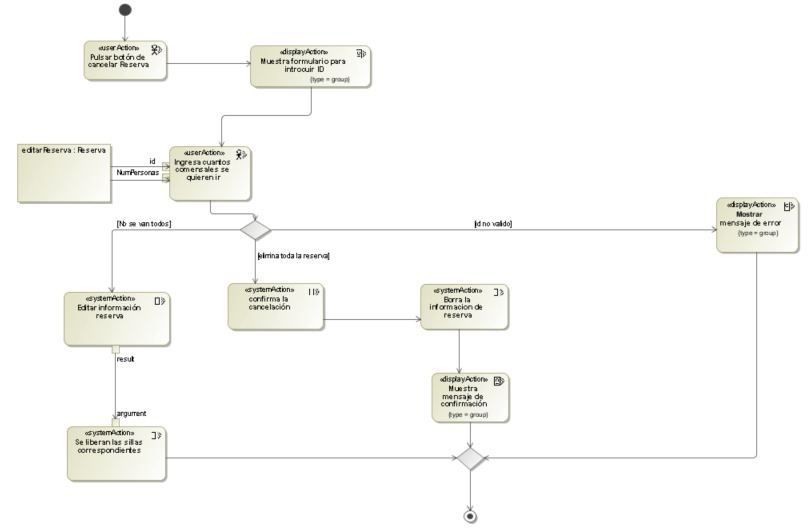 «userAction»
Pulsar botón de
cancelar Reserva
«displayAction»
Muestra formulario para
introcuir ID
{type = group}
editarReserva : Reserva
id
NumPersonas
«userAction»
Ingresa cuantos
comensales se
quieren ir
[No se van todos]
[id no valido]
[elimina toda la reserva]
«displayAction»
Mostrar
mensaje de error
{type = group}
«systemAction»
Editar información
reserva
«systemAction»
confirma la
cancelación
«systemAction»
Borra la
informacion de
reserva
result
argument
«displayAction»
Muestra
mensaje de
confirmación
{type = group}
«systemAction»
Se liberan las sillas
correspondientes